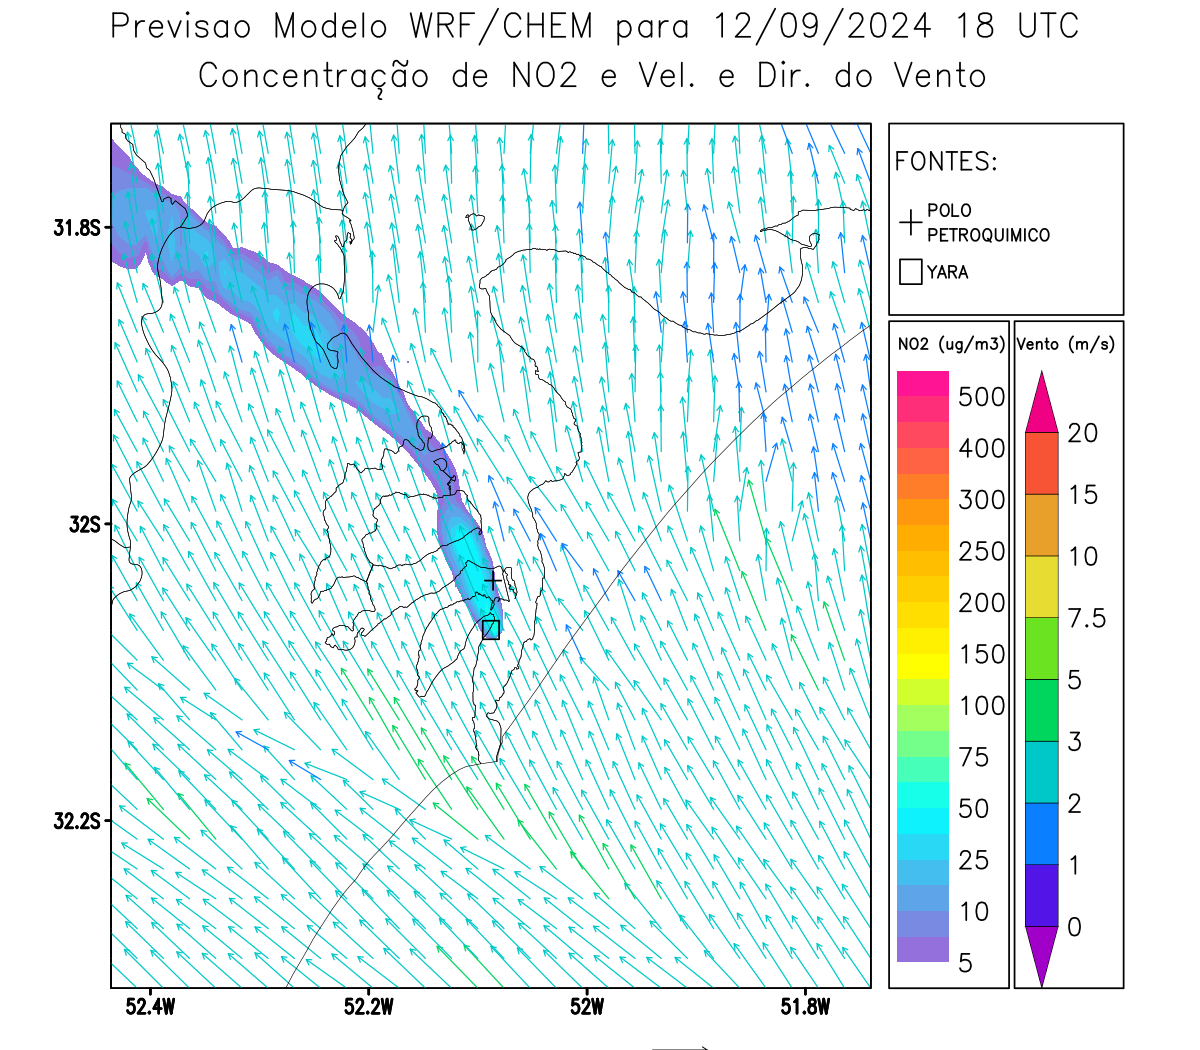 Previsao Modelo WRF/CHEM para 12/09/2024 18 UTC
Concentração de NO2 e Vel. e Dir. do Vento
FONTES:
POLO
PETROQUIMICO
YARA
NO2 (ug/m3)
500
400
300
250
200
150
100
75
50
25
10
5
Vento (m/s)
20
15
10
7.5
5
3
2
1
0
31.8S
32S
32.2S
52.4W
52.2W
52W
51.8W